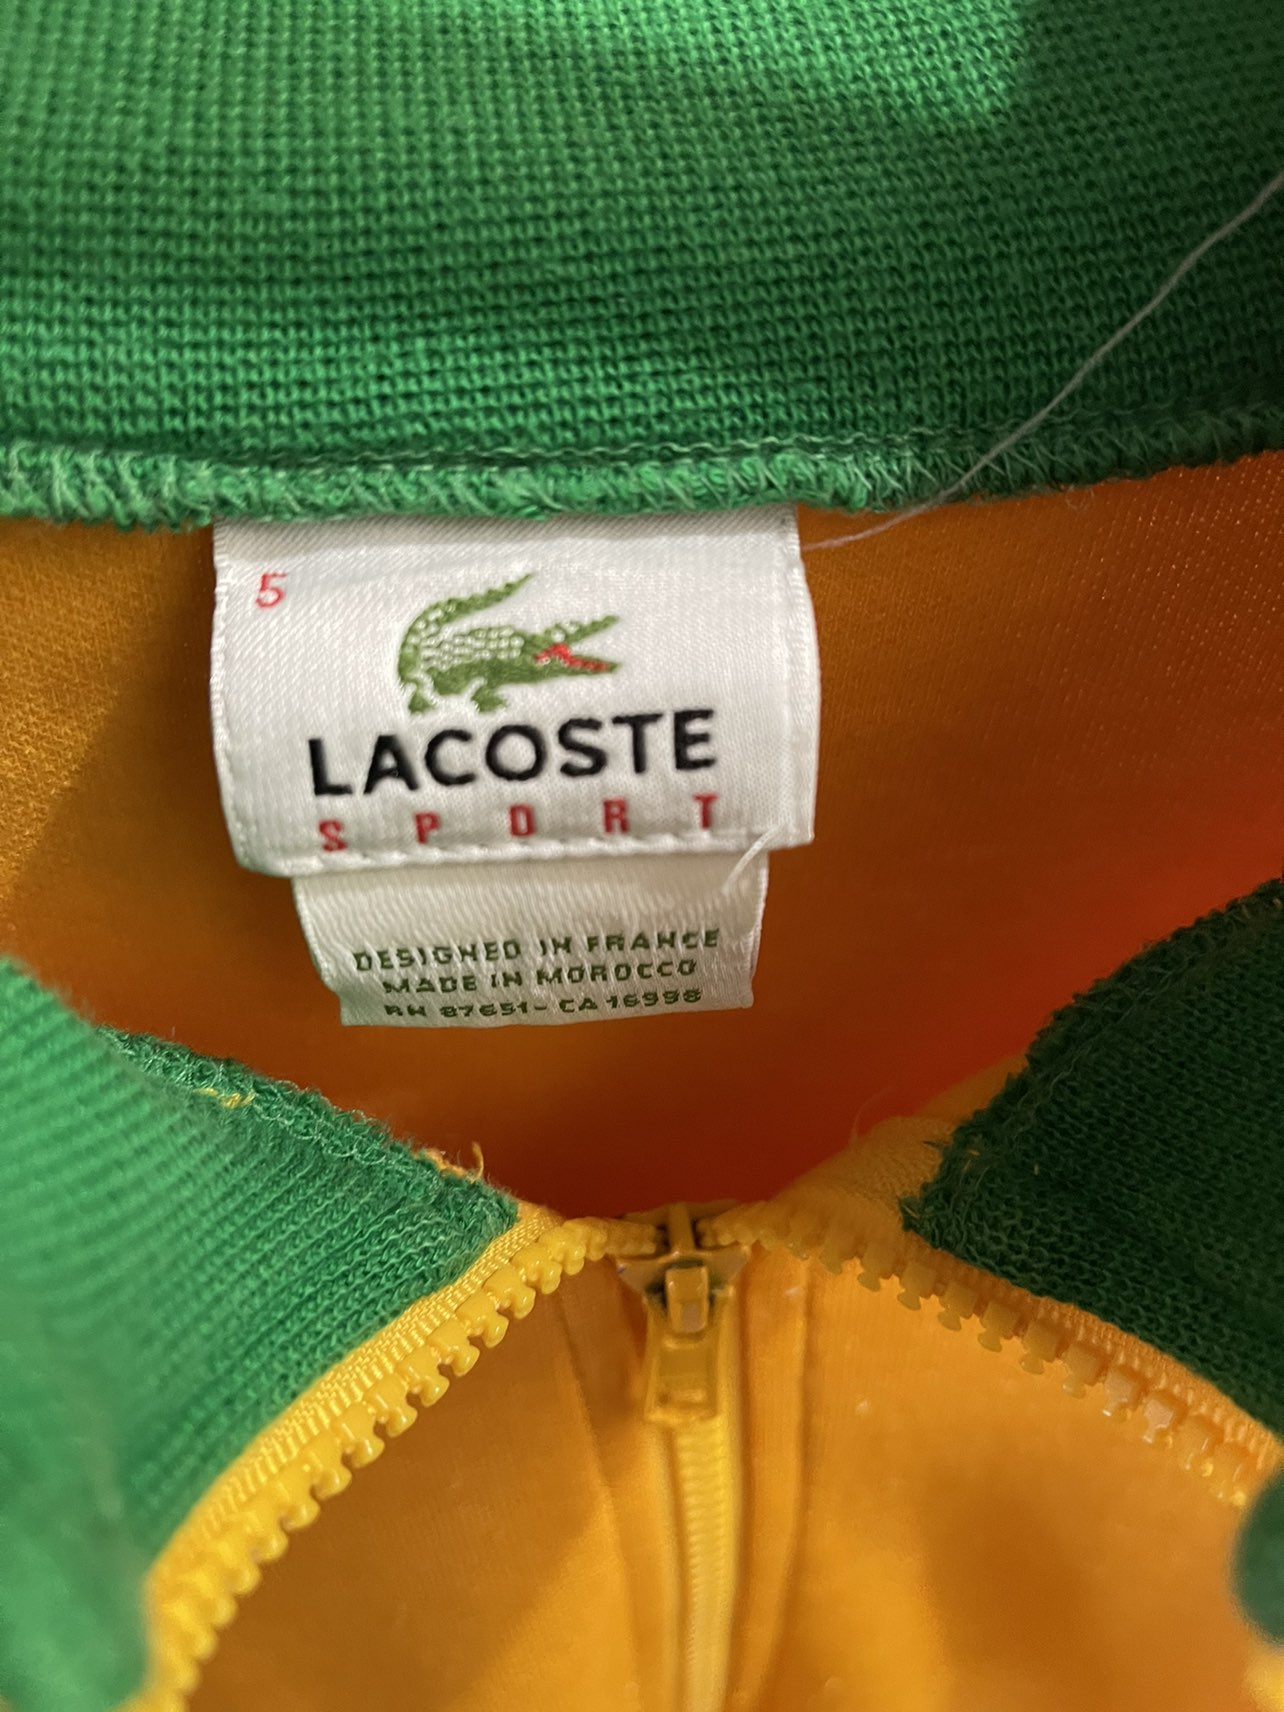 5
LACOSTE
SPORT
DESIGNED IN FRANCE
MADE IN MOROCCO
RN 87651-CA 16998